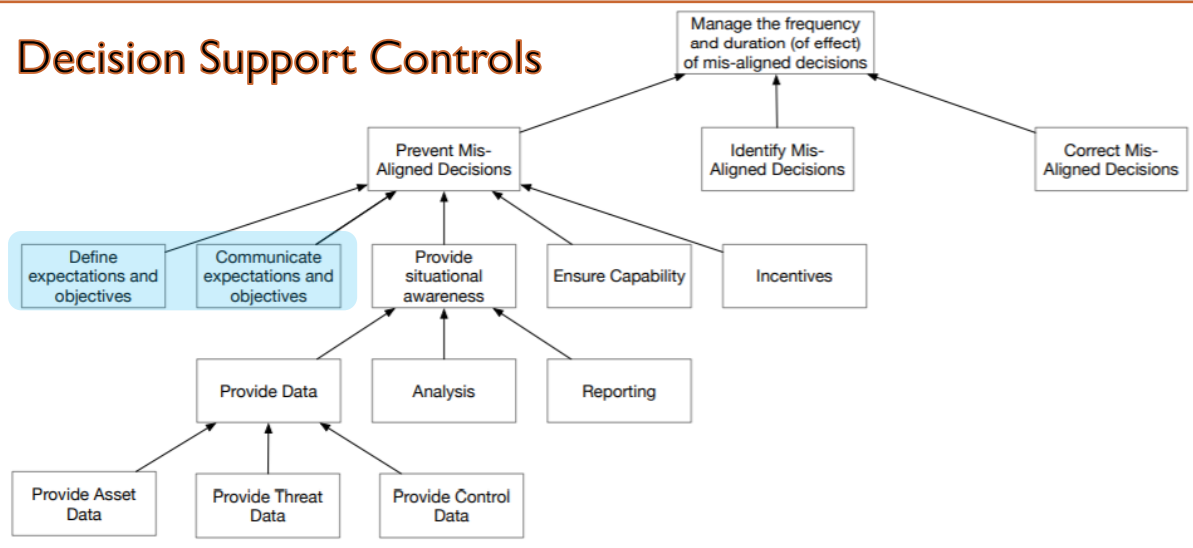 Decision Support Controls
Manage the frequency
and duration (of effect)
of mis-aligned decisions
Prevent Mis-
Aligned Decisions
Identify Mis-
Aligned Decisions
Correct Mis-
Aligned Decisions
Define
expectations and
objectives
Communicate
expectations and
objectives
Provide
situational
awareness
Ensure Capability
Incentives
Provide Data
Analysis
Reporting
Provide Asset
Data
Provide Threat
Data
Provide Control
Data